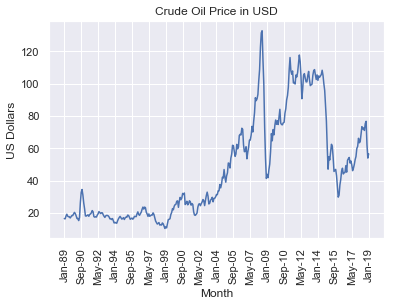 Crude Oil Price in USD
US Dollars
120
100
80
60
40
20
Jan-89
Sep-90
May-92
Jan-94
Sep-95
May-97
Jan-99
Sep-00
May-02
Jan-04
Sep-05
May-07
Jan-09
Sep-10
May-12
Jan-14
Sep-15
May-17
Jan-19
Month